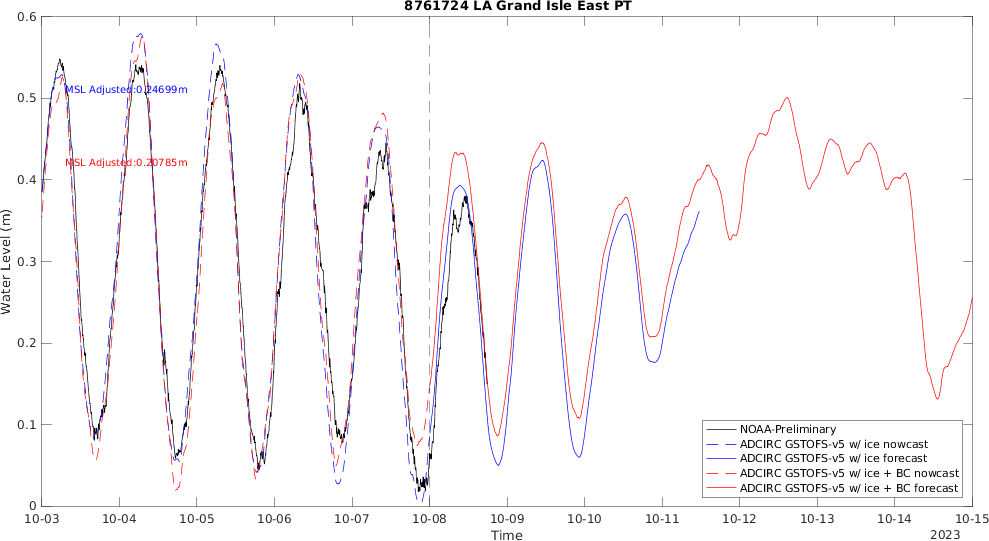 8761724 LA Grand Isle East PT
0.6
0.5
0.4
0.3
0.2
0.1
0
Water Level (m)
MSL Adjusted:0.24699m
MSL Adjusted:0.20785m
NOAA-Preliminary
ADCIRC GSTOFS-v5 w/ ice nowcast
ADCIRC GSTOFS-v5 w/ ice forecast
ADCIRC GSTOFS-v5 w/ ice + BC nowcast
ADCIRC GSTOFS-v5 w/ ice + BC forecast
10-03 10-04 10-05 10-06 10-07 10-08 10-09 10-10 10-11 10-12 10-13 10-14 10-15
Time
2023